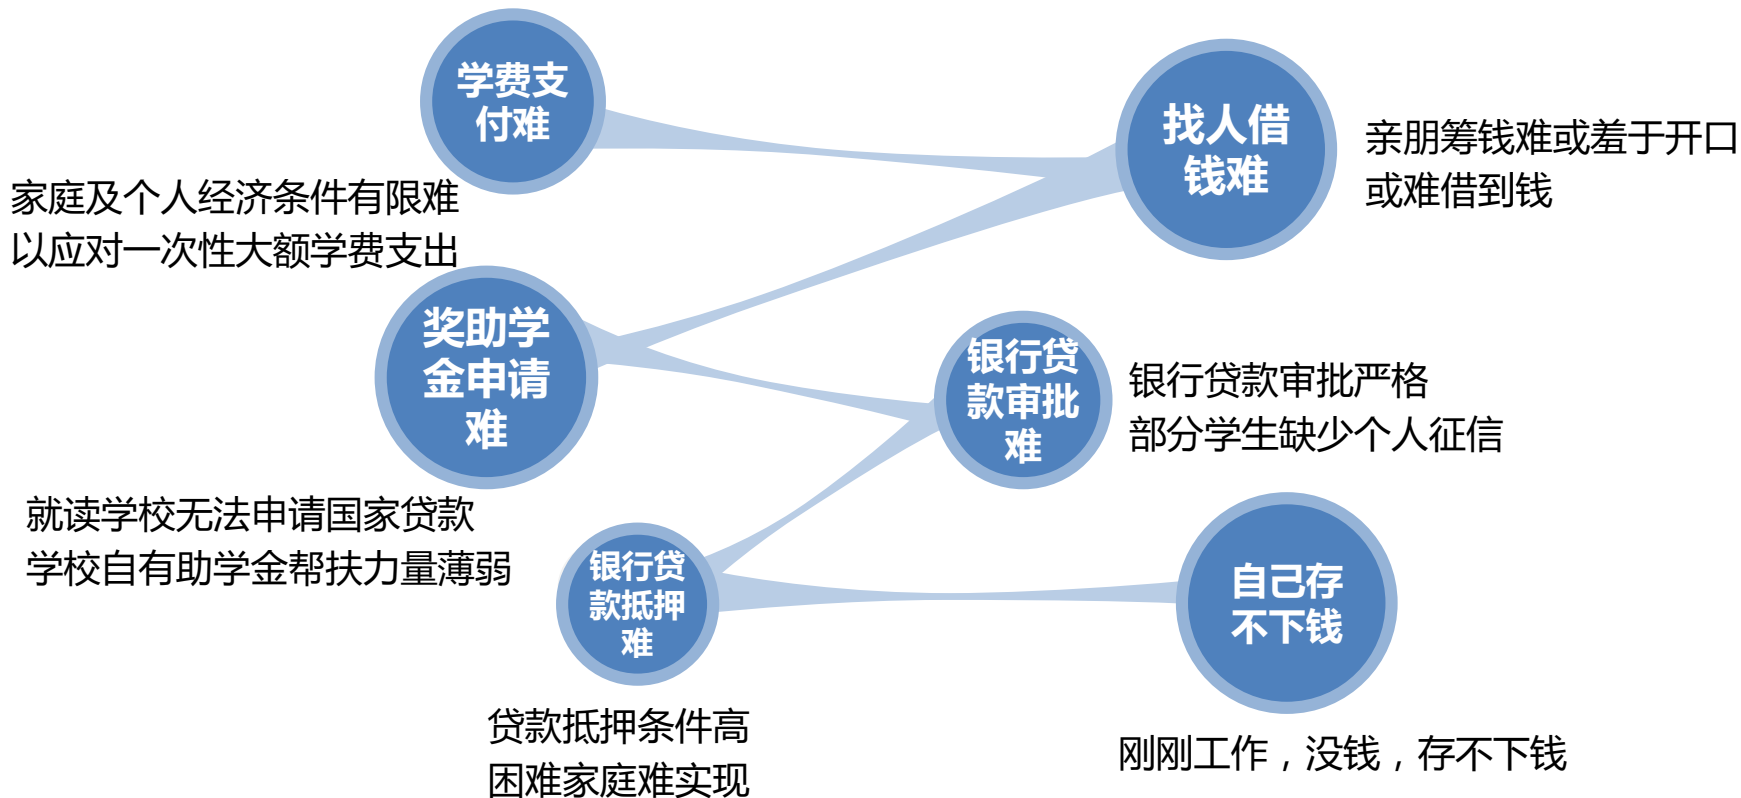 学费支
付难
家庭及个人经济条件有限难
以应对一次性大额学费支出
找人借
钱难
亲朋筹钱难或羞于开口
或难借到钱
奖助学
金申请
难
就读学校无法申请国家贷款
学校自有助学金帮扶力量薄弱
银行贷
款审批
难
银行贷款审批严格
部分学生缺少个人征信
银行贷
款抵押
难
贷款抵押条件高
困难家庭难实现
自己存
不下钱
刚刚工作，没钱，存不下钱